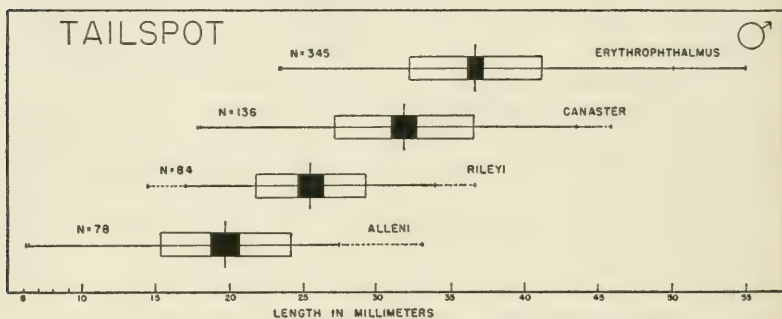 TAILSPOT ♂
N=345 ERYTHROPHTHALMUS
N=136 CANASTER
N=84 RILEYI
N=78 ALLENI
6 10 15 20 25 30 35 40 45 50 55
LENGTH IN MILLIMETERS